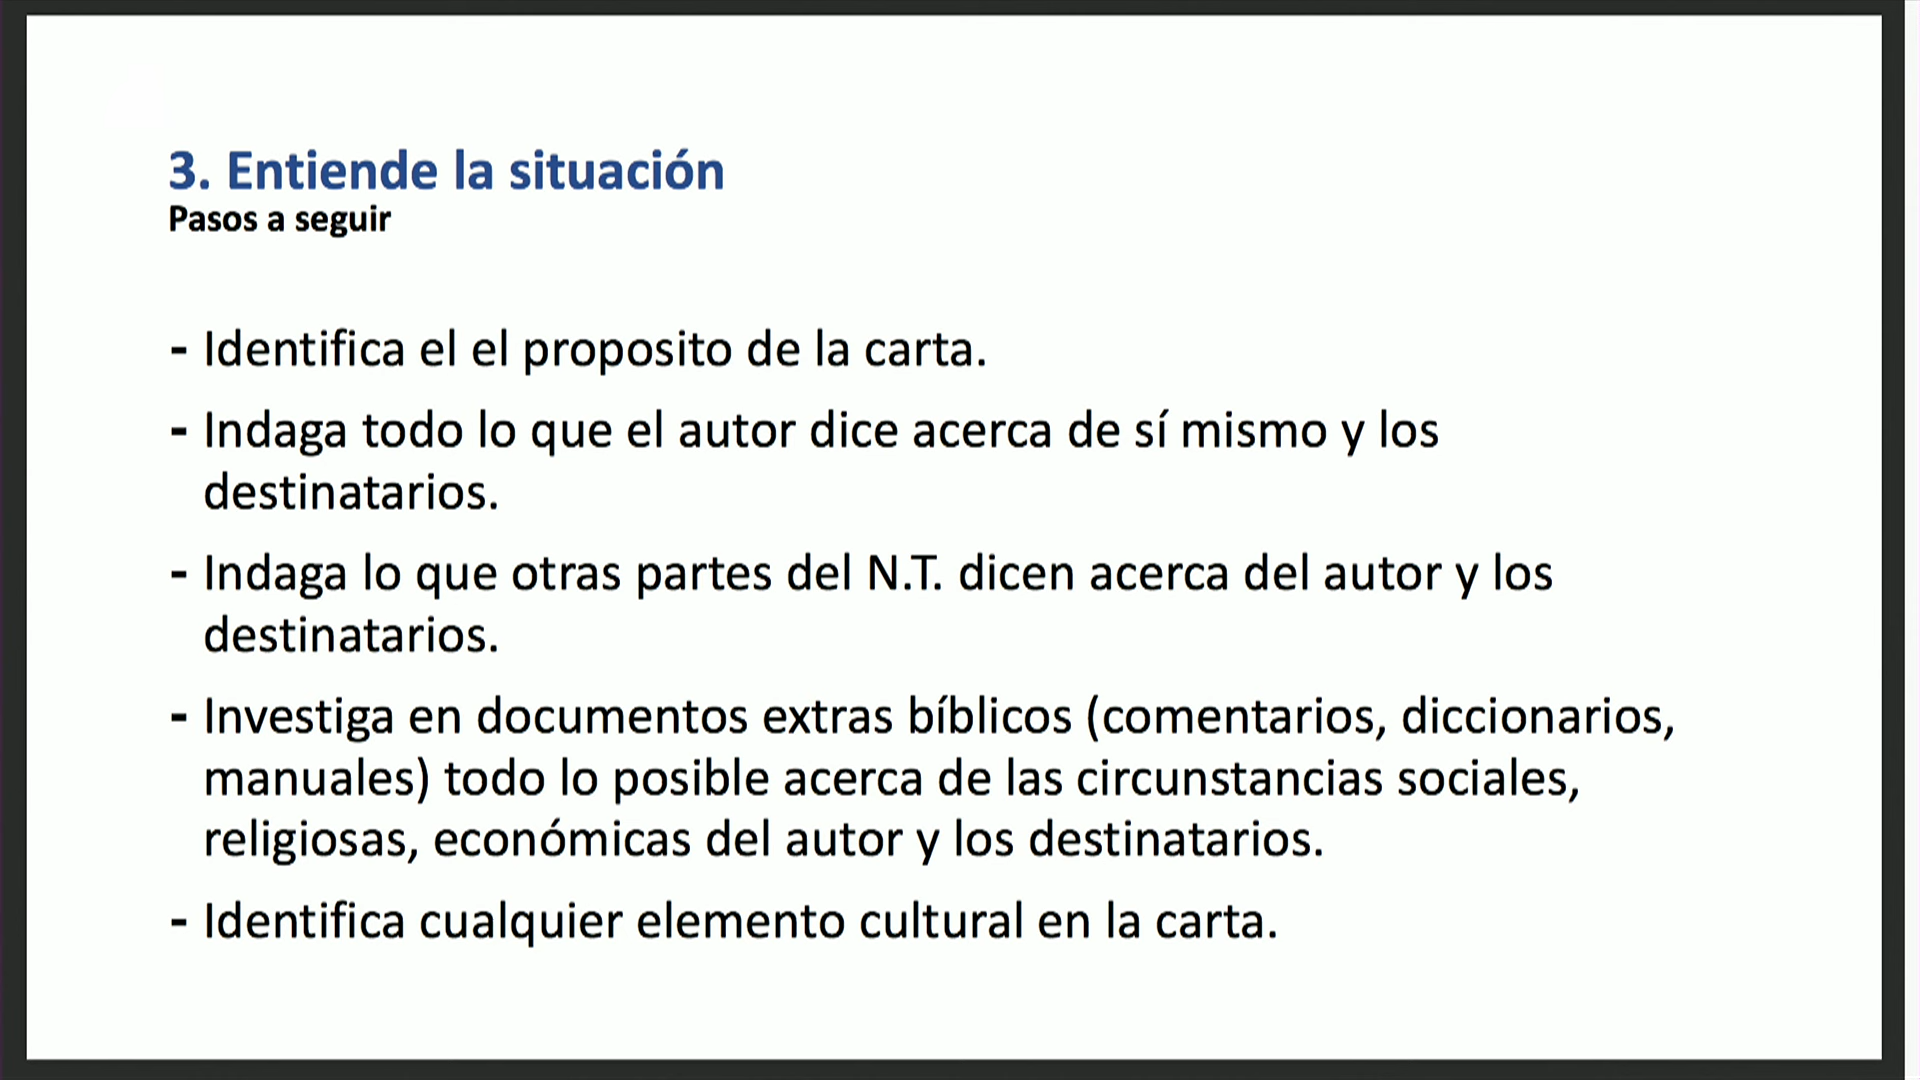 3. Entiende la situación
Pasos a seguir
- Identifica el el proposito de la carta.
- Indaga todo lo que el autor dice acerca de sí mismo y los
destinatarios.
- Indaga lo que otras partes del N.T. dicen acerca del autor y los
destinatarios.
- Investiga en documentos extras bíblicos (comentarios, diccionarios,
manuales) todo lo posible acerca de las circunstancias sociales,
religiosas, económicas del autor y los destinatarios.
- Identifica cualquier elemento cultural en la carta.